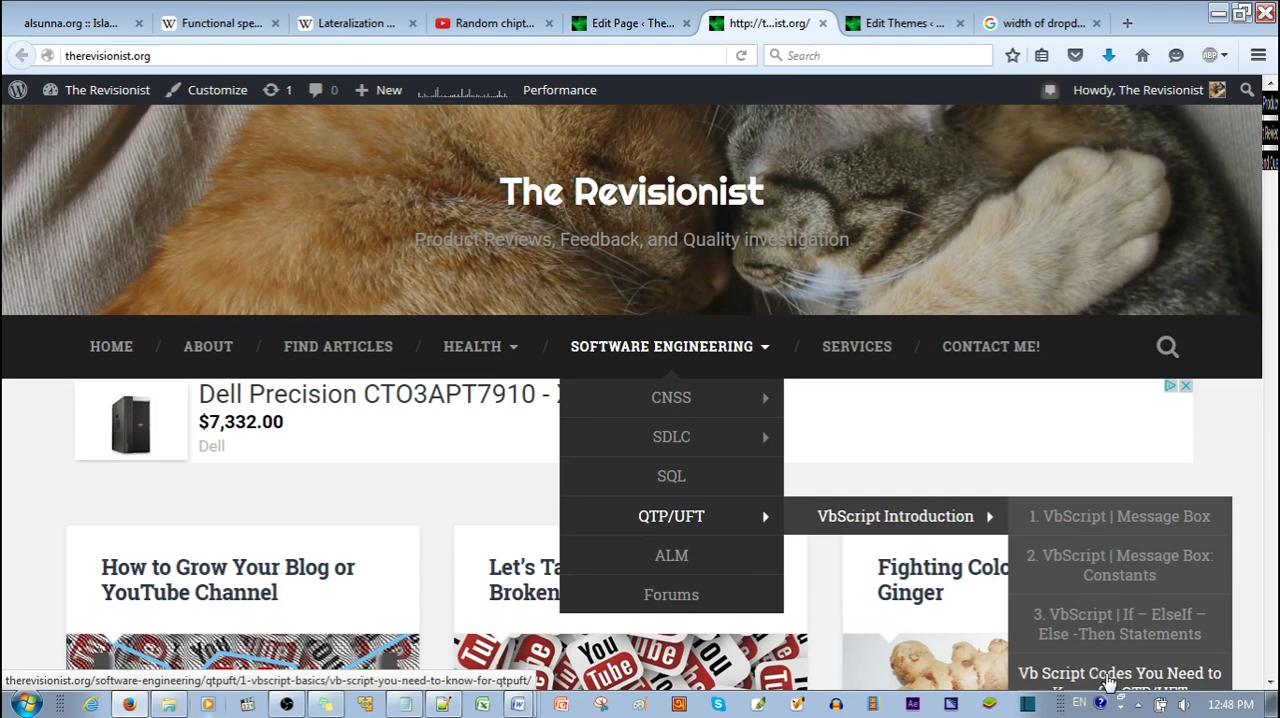 alsunna.org :: Isla...
Functional spe...
Lateralization ...
Random chipt...
Edit Page ‹ The...
http://t...ist.org/
Edit Themes ‹ ...
width of dropd...
therevisionist.org
Search
ABP
The Revisionist
Customize
1
0
New
Performance
Howdy, The Revisionist
The Revisionist
Product Reviews, Feedback, and Quality investigation
HOME / ABOUT / FIND ARTICLES / HEALTH / SOFTWARE ENGINEERING / SERVICES / CONTACT ME!
Dell Precision CTO3APT7910 -
$7,332.00
Dell
CNSS
SDLC
SQL
QTP/UFT
ALM
Forums
VbScript Introduction
1. VbScript | Message Box
2. VbScript | Message Box:
Constants
3. VbScript | If – ElseIf –
Else -Then Statements
Vb Script Codes You Need to
How to Grow Your Blog or
YouTube Channel
Let's Ta
Broken
Fighting Colo
Ginger
You
Tube
You
Tube
therevisionist.org/software-engineering/qtpuft/1-vbscript-basics/vb-script-you-need-to-know-for-qtpuft/
EN
12:48 PM